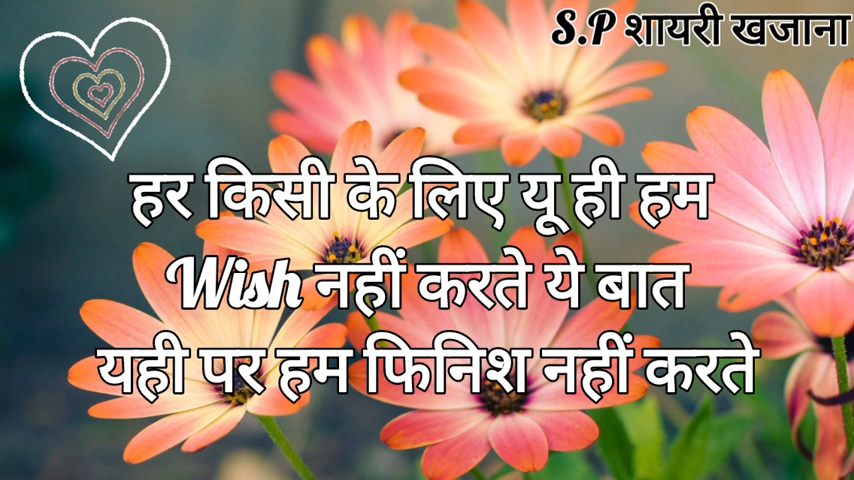 S.P शायरी खजाना
हर किसी के लिए यू ही हम
Wish नहीं करते ये बात
यही पर हम फिनिश नहीं करते